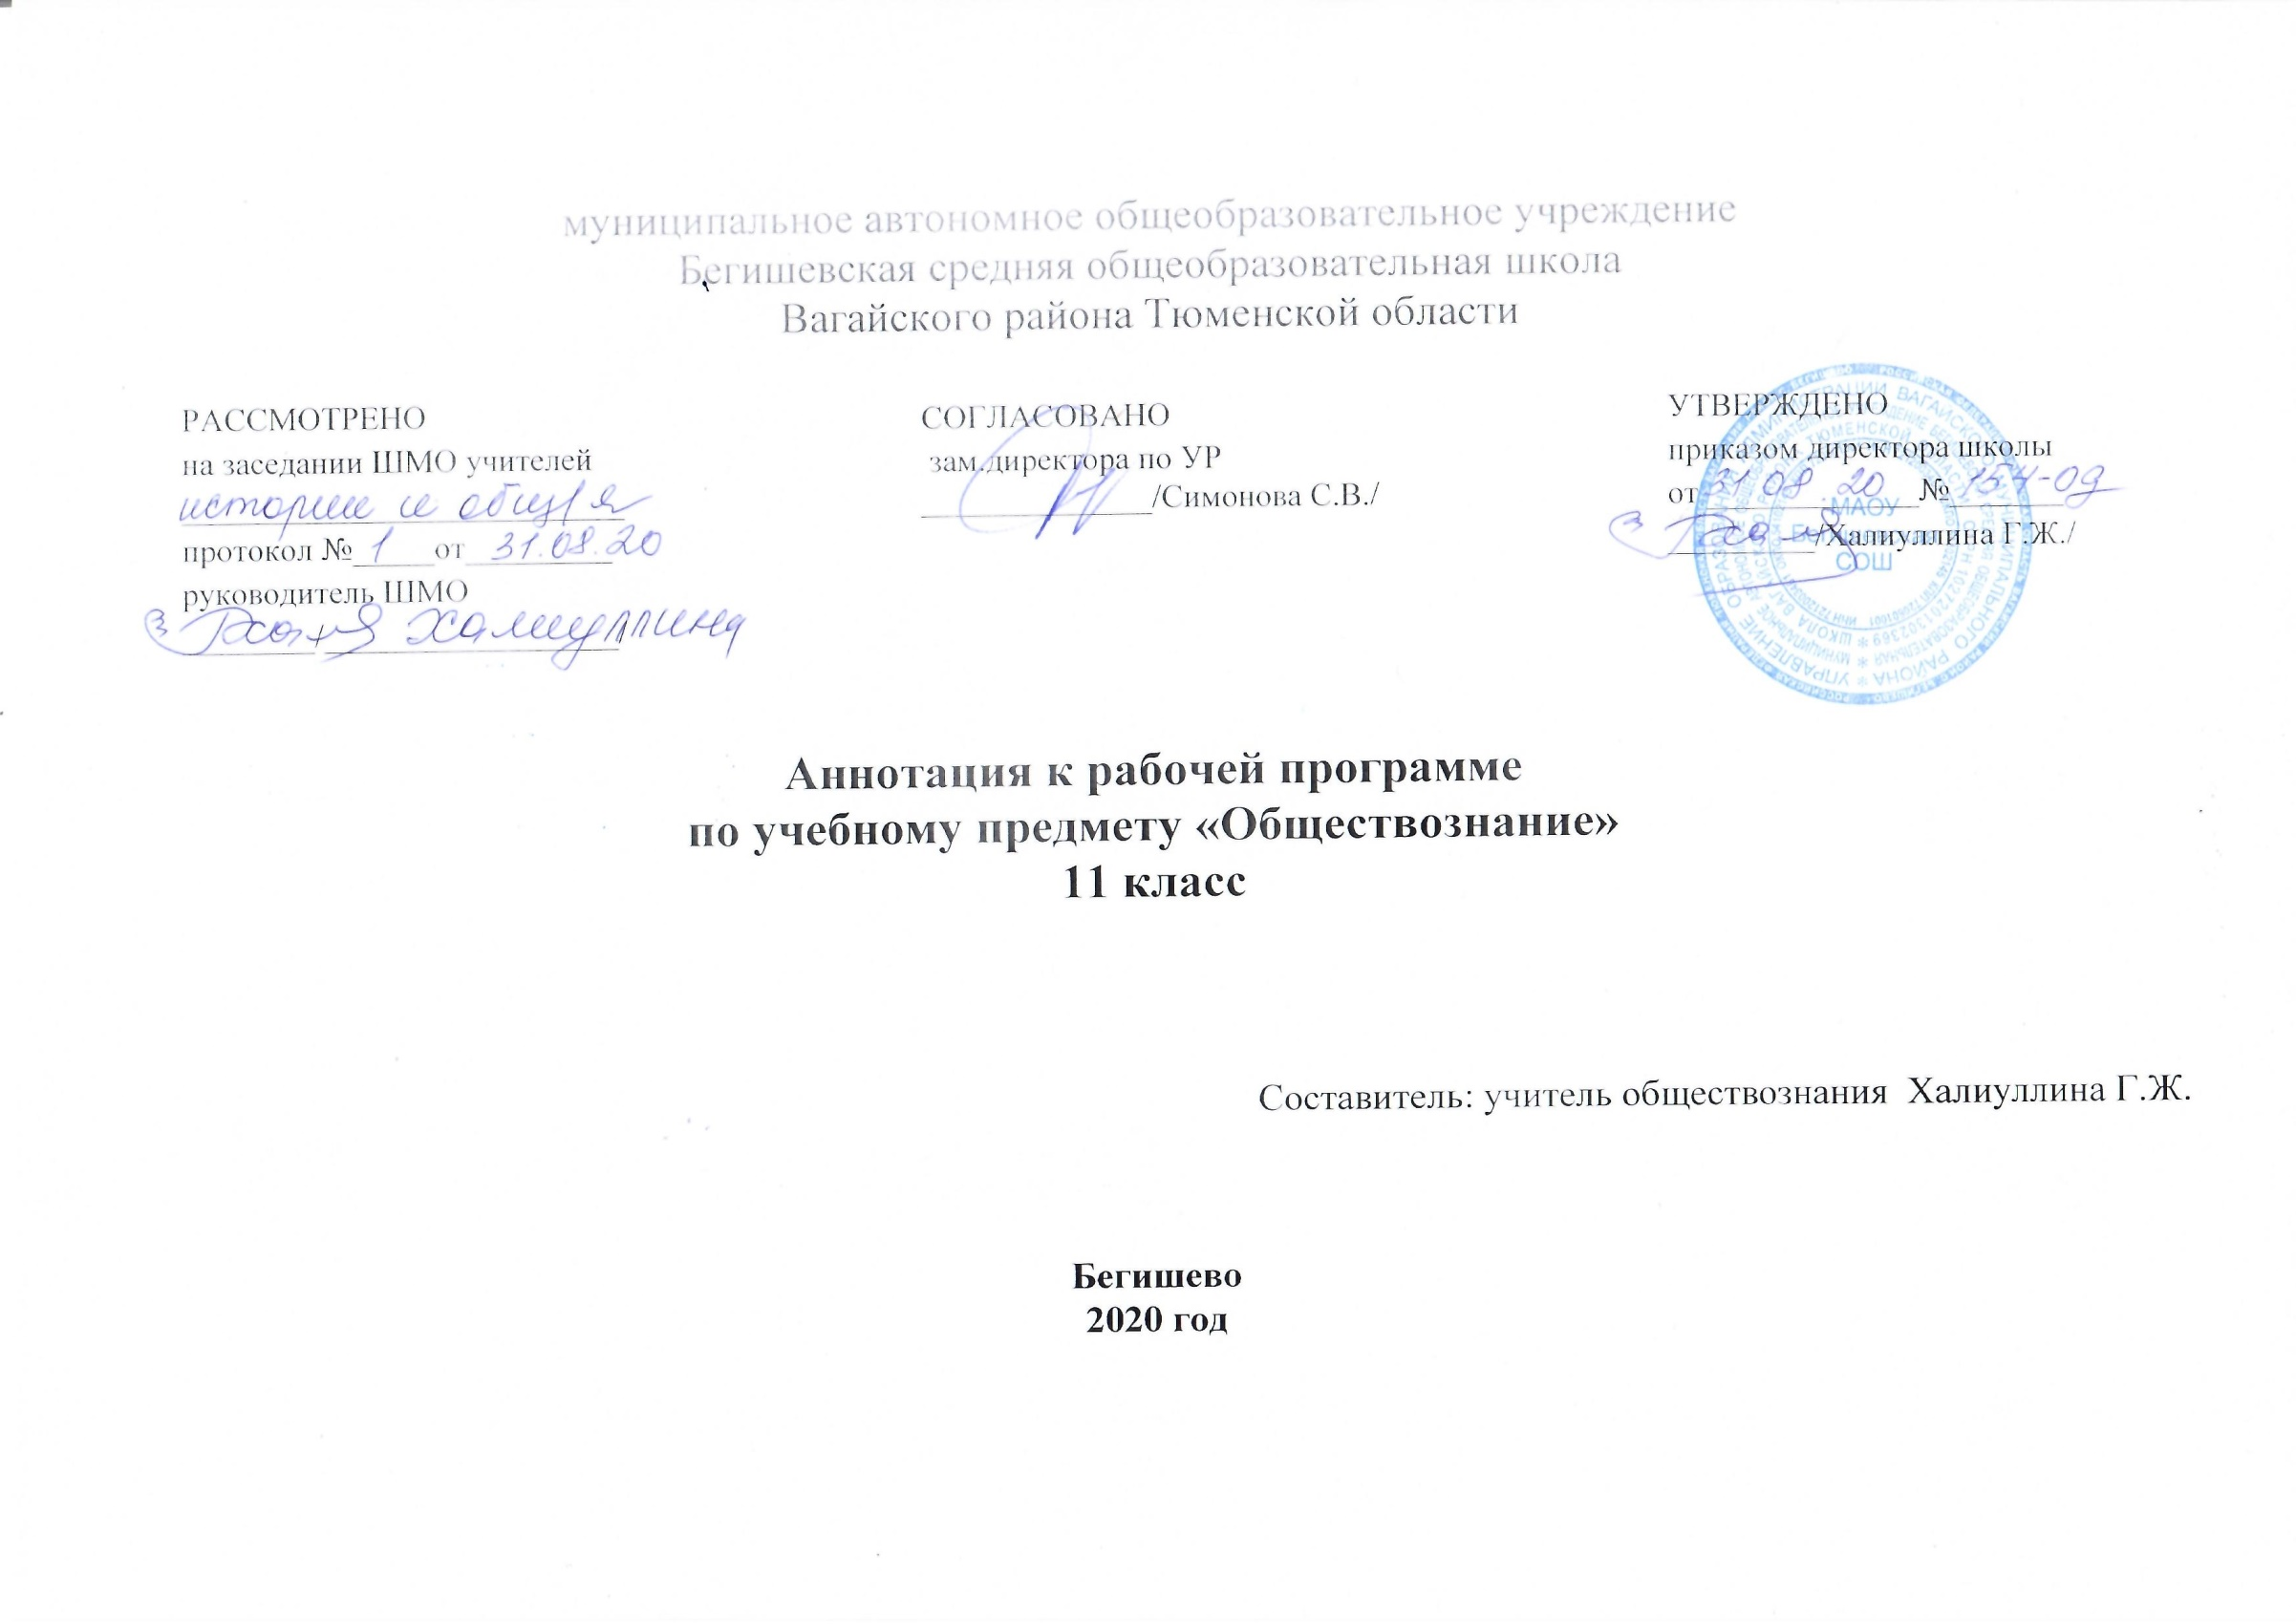 муниципальное автономное общеобразовательное учреждение
Бегишевская средняя общеобразовательная школа
Вагайского района Тюменской области
РАССМОТРЕНО
на заседании ШМО учителей
истории и общ/я
протокол № 1 от 31.08.20
руководитель ШМО
Халиуллина
СОГЛАСОВАНО
зам.директора по УР
/Симонова С.В./
УТВЕРЖДЕНО
приказом директора школы
от 31.08.20 № 154-од
/Халиуллина Г.Ж./
МАОУ
СОШ
Аннотация к рабочей программе
по учебному предмету «Обществознание»
11 класс
Составитель: учитель обществознания Халиуллина Г.Ж.
Бегишево
2020 год